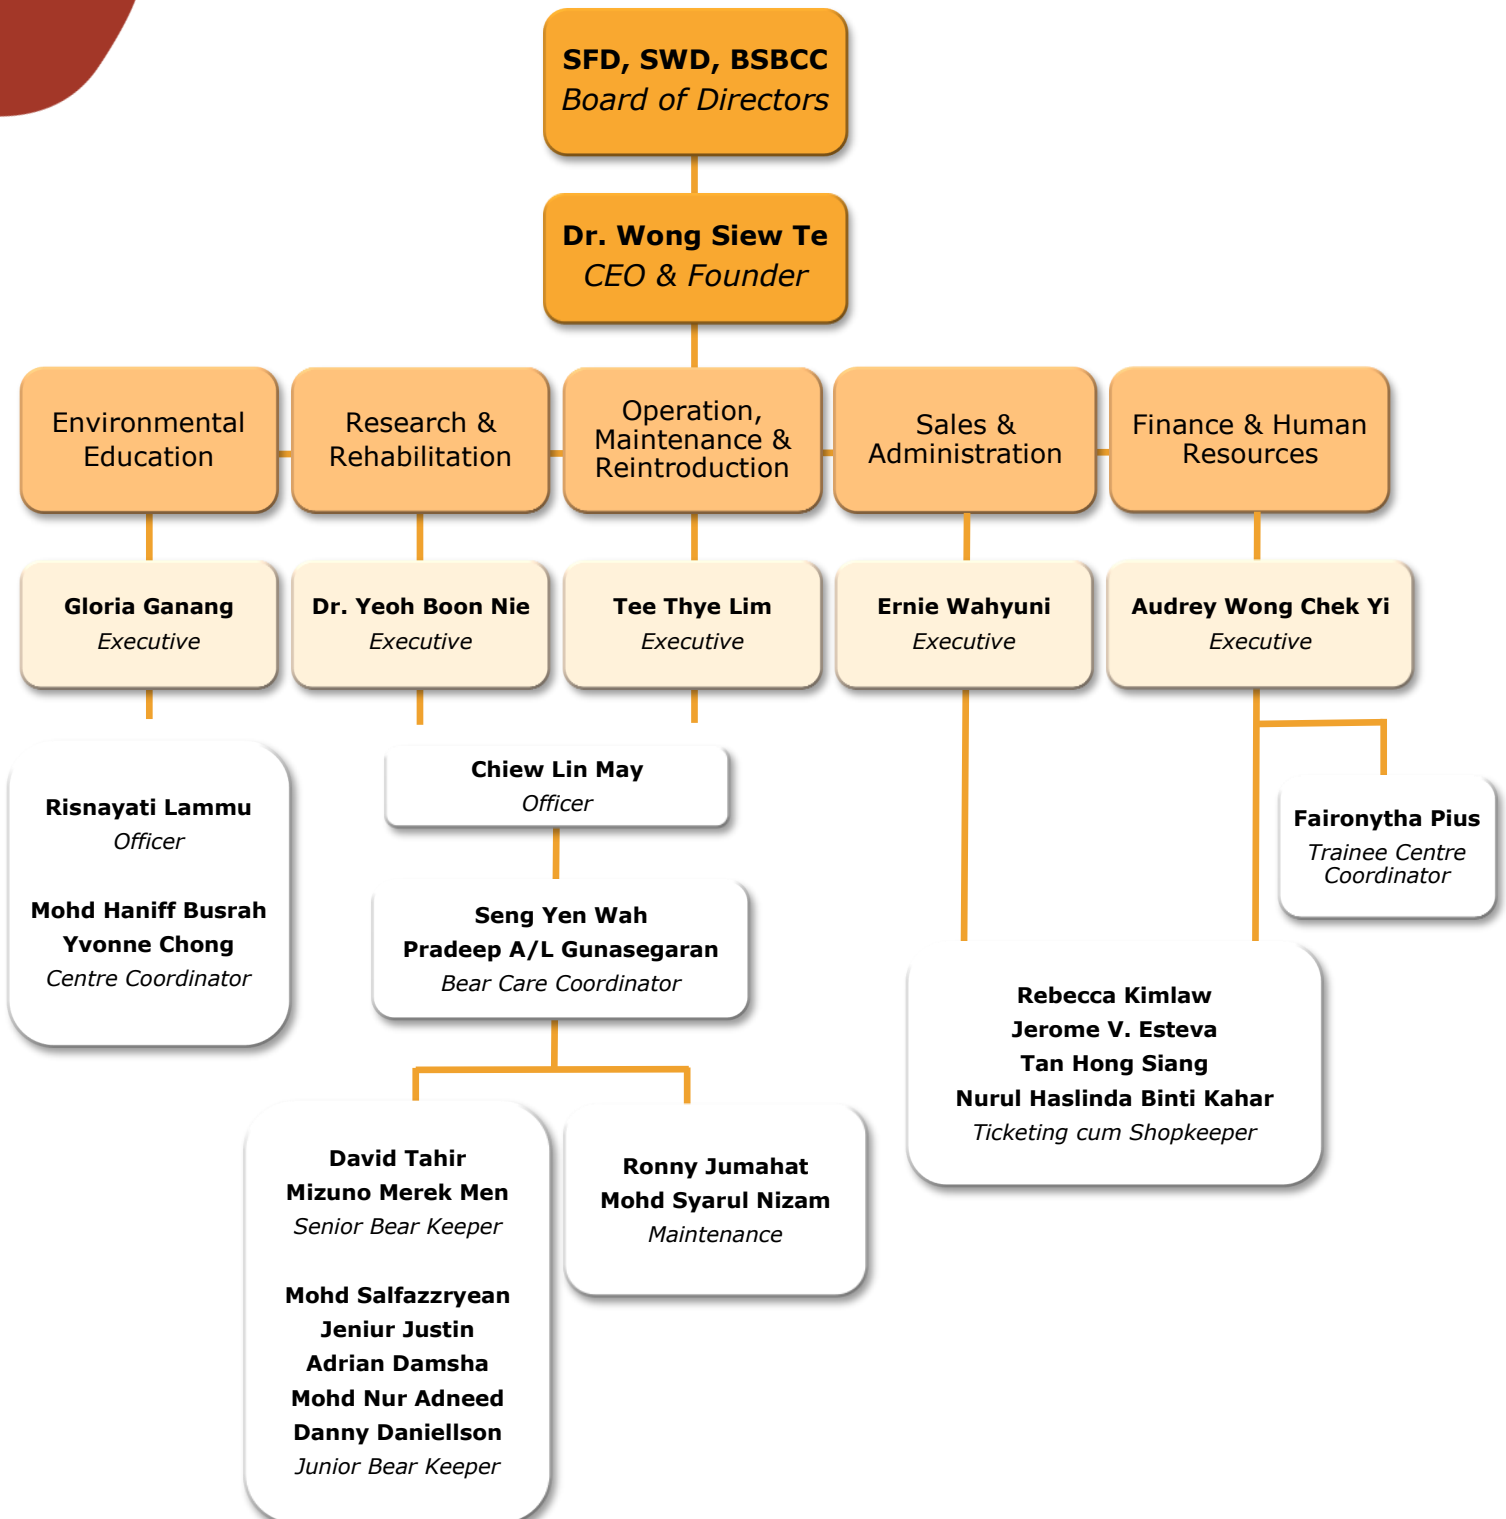 SFD, SWD, BSBCC
Board of Directors
Dr. Wong Siew Te
CEO & Founder
Environmental
Education
Research &
Rehabilitation
Operation,
Maintenance &
Reintroduction
Sales &
Administration
Finance & Human
Resources
Gloria Ganang
Executive
Dr. Yeoh Boon Nie
Executive
Tee Thye Lim
Executive
Ernie Wahyuni
Executive
Audrey Wong Chek Yi
Executive
Risnayati Lammu
Officer
Mohd Haniff Busrah
Yvonne Chong
Centre Coordinator
Chiew Lin May
Officer
Seng Yen Wah
Pradeep A/L Gunasegaran
Bear Care Coordinator
David Tahir
Mizuno Merek Men
Senior Bear Keeper
Mohd Salfazzryean
Jeniur Justin
Adrian Damsha
Mohd Nur Adneed
Danny Daniellson
Junior Bear Keeper
Ronny Jumahat
Mohd Syarul Nizam
Maintenance
Rebecca Kimlaw
Jerome V. Esteva
Tan Hong Siang
Nurul Haslinda Binti Kahar
Ticketing cum Shopkeeper
Faironytha Pius
Trainee Centre
Coordinator